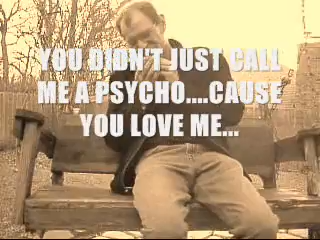 YOU DIDN'T JUST CALL
ME A PSYCHO....CAUSE
YOU LOVE ME...